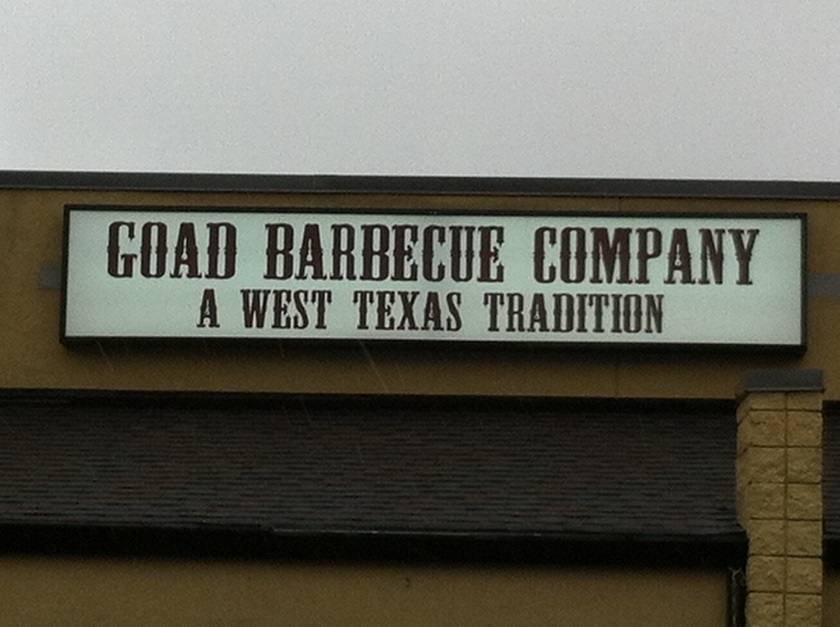 GOAD BARBECUE COMPANY
A WEST TEXAS TRADITION